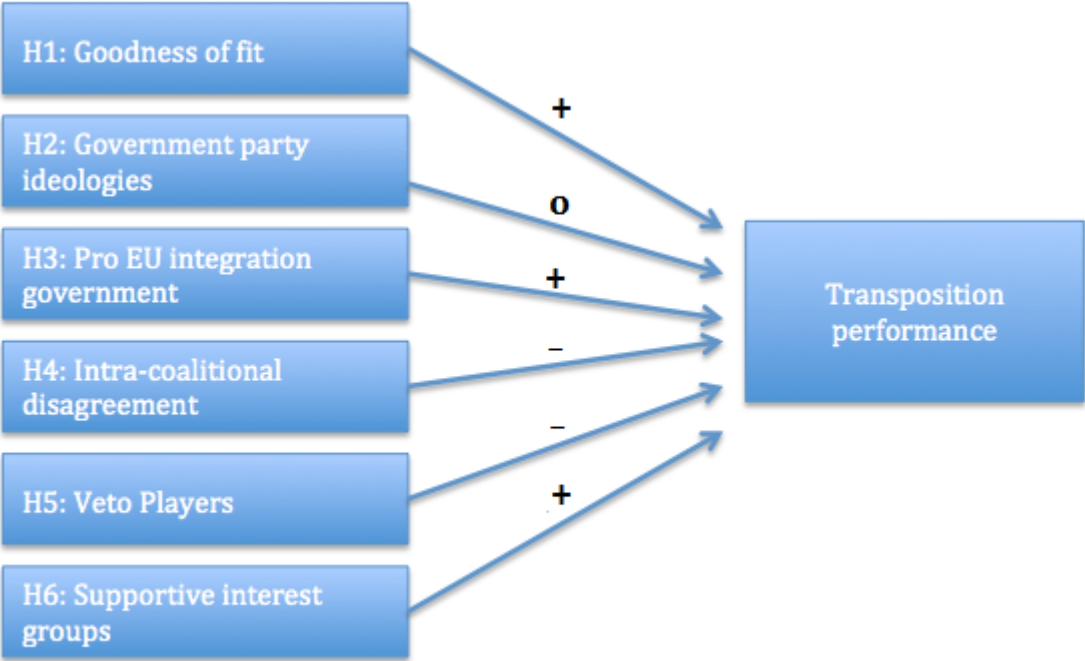 H1: Goodness of fit
+
H2: Government party
ideologies
o
H3: Pro EU integration
government
+
Transposition
performance
H4: Intra-coalitional
disagreement
–
H5: Veto Players
–
H6: Supportive interest
groups
+